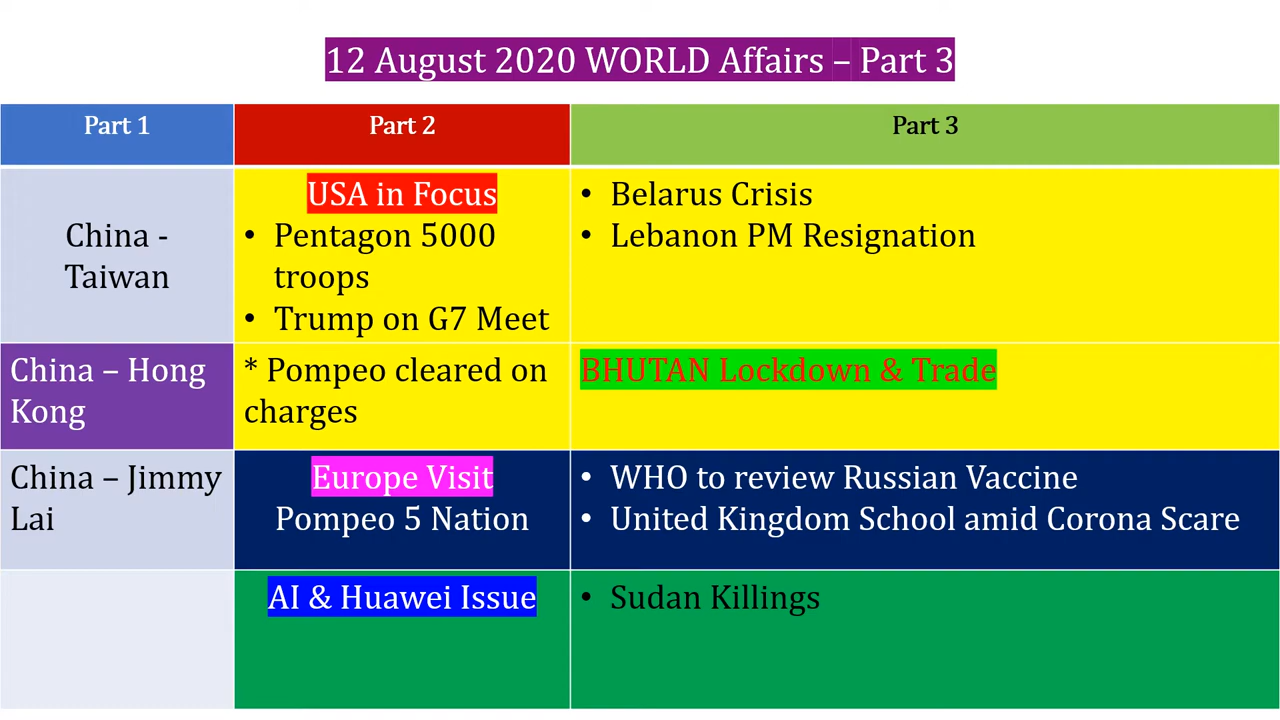 12 August 2020 WORLD Affairs – Part 3
Part 1
Part 2
Part 3
China -
Taiwan
USA in Focus
• Pentagon 5000
troops
• Trump on G7 Meet
• Belarus Crisis
• Lebanon PM Resignation
China – Hong
Kong
* Pompeo cleared on
charges
BHUTAN Lockdown & Trade
China – Jimmy
Lai
Europe Visit
Pompeo 5 Nation
• WHO to review Russian Vaccine
• United Kingdom School amid Corona Scare
AI & Huawei Issue
• Sudan Killings